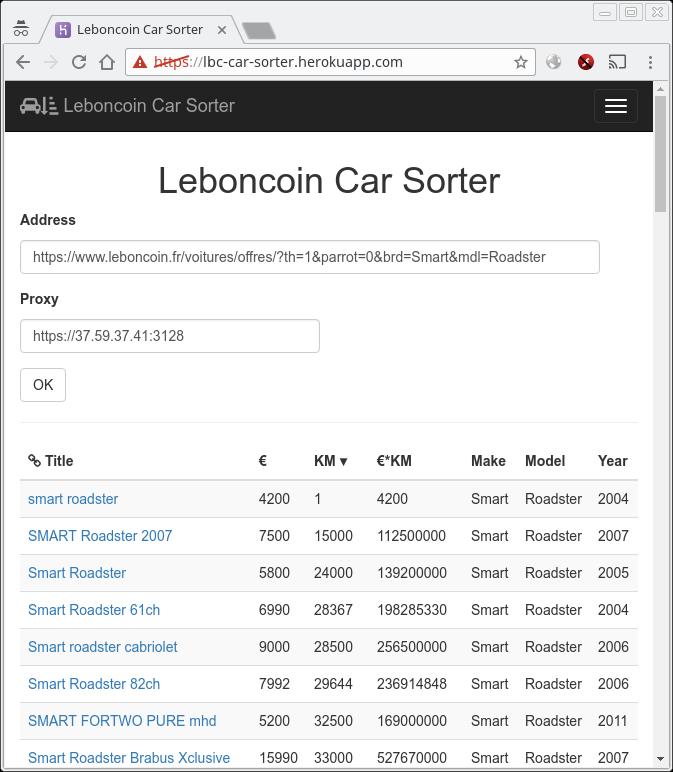 Leboncoin Car Sorter
https://lbc-car-sorter.herokuapp.com
Leboncoin Car Sorter
Leboncoin Car Sorter
Address
https://www.leboncoin.fr/voitures/offres/?th=1&parrot=0&brd=Smart&mdl=Roadster
Proxy
https://37.59.37.41:3128
OK
Title € KM ▾ €*KM Make Model Year
smart roadster 4200 1 4200 Smart Roadster 2004
SMART Roadster 2007 7500 15000 112500000 Smart Roadster 2007
Smart Roadster 5800 24000 139200000 Smart Roadster 2005
Smart Roadster 61ch 6990 28367 198285330 Smart Roadster 2004
Smart roadster cabriolet 9000 28500 256500000 Smart Roadster 2006
Smart Roadster 82ch 7992 29644 236914848 Smart Roadster 2006
SMART FORTWO PURE mhd 5200 32500 169000000 Smart Roadster 2011
Smart Roadster Brabus Xclusive 15990 33000 527670000 Smart Roadster 2007